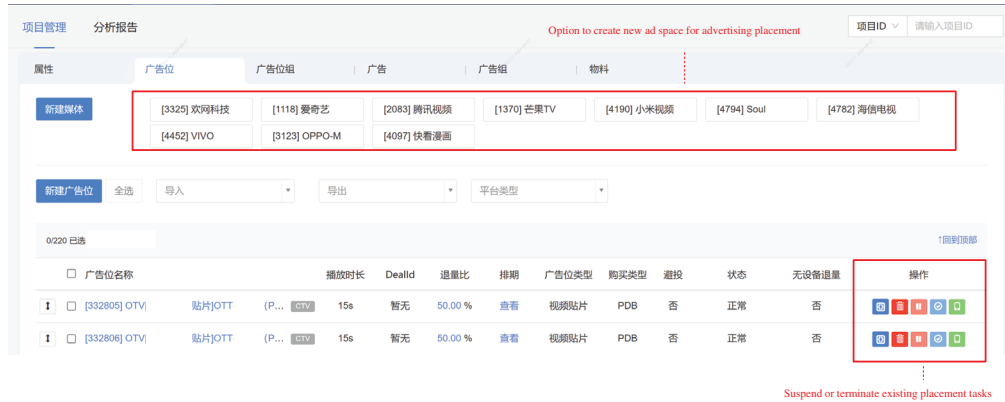 项目管理 分析报告 项目ID 请输入项目ID
Option to create new ad space for advertising placement
属性 广告位 广告位组 广告 广告组 物料
新建媒体 [3325] 欢网科技 [1118] 爱奇艺 [2083] 腾讯视频 [1370] 芒果TV [4190] 小米视频 [4794] Soul [4782] 海信电视
[4452] VIVO [3123] OPPO-M [4097] 快看漫画
新建广告位 全选 导入 导出 平台类型
0/220 已选 ↑回到顶部
广告位名称 播放时长 DealId 退量比 排期 广告位类型 购买类型 避投 状态 无设备退量 操作
[332805] OTV| 贴片|OTT (P... CTV 15s 暂无 50.00 % 查看 视频贴片 PDB 否 正常 否
[332806] OTV| 贴片|OTT (P... CTV 15s 暂无 50.00 % 查看 视频贴片 PDB 否 正常 否
Suspend or terminate existing placement tasks